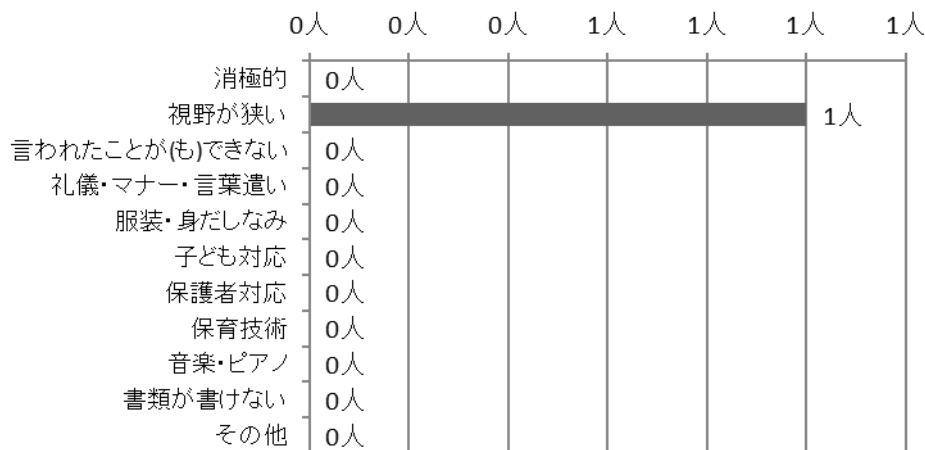 0人 0人 0人 1人 1人 1人 1人
消極的 0人
視野が狭い 1人
言われたことが(も)できない 0人
礼儀・マナー・言葉遣い 0人
服装・身だしなみ 0人
子ども対応 0人
保護者対応 0人
保育技術 0人
音楽・ピアノ 0人
書類が書けない 0人
その他 0人